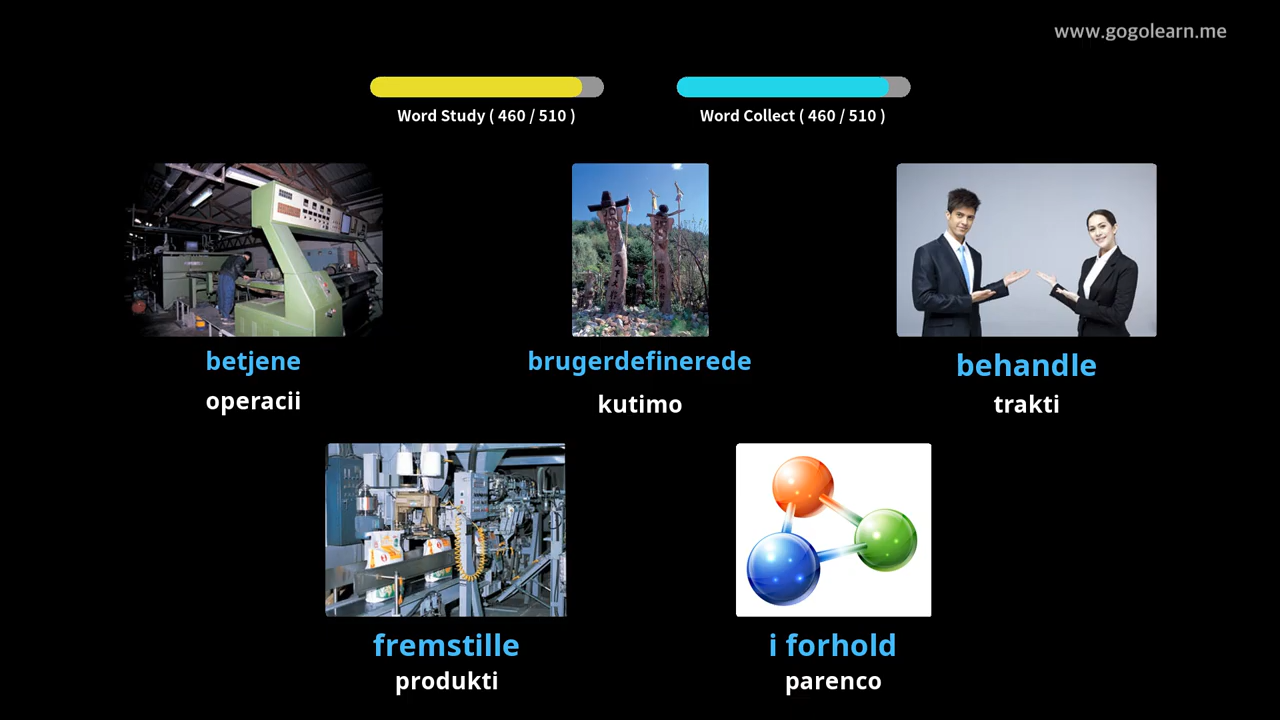 www.gogolearn.me
Word Study ( 460 / 510 )
Word Collect ( 460 / 510 )
betjene
brugerdefinerede
behandle
operacii
kutimo
trakti
fremstille
i forhold
produkti
parenco